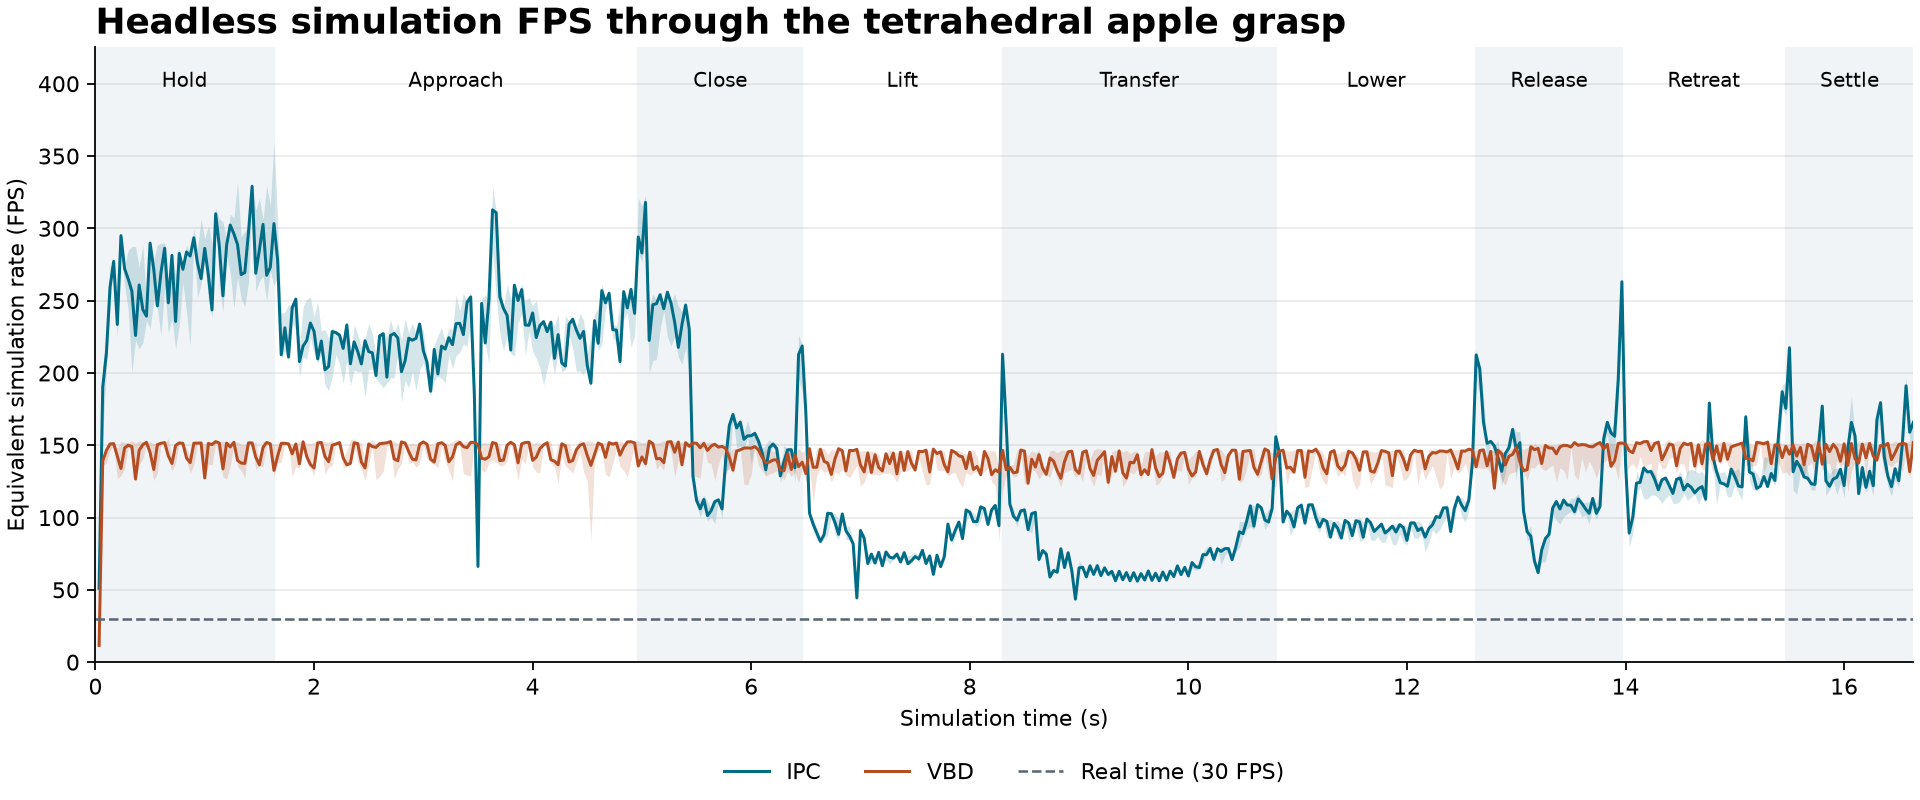 Headless simulation FPS through the tetrahedral apple grasp
Hold Approach Close Lift Transfer Lower Release Retreat Settle
Equivalent simulation rate (FPS)
400
350
300
250
200
150
100
50
0
0 2 4 6 8 10 12 14 16
Simulation time (s)
IPC VBD Real time (30 FPS)